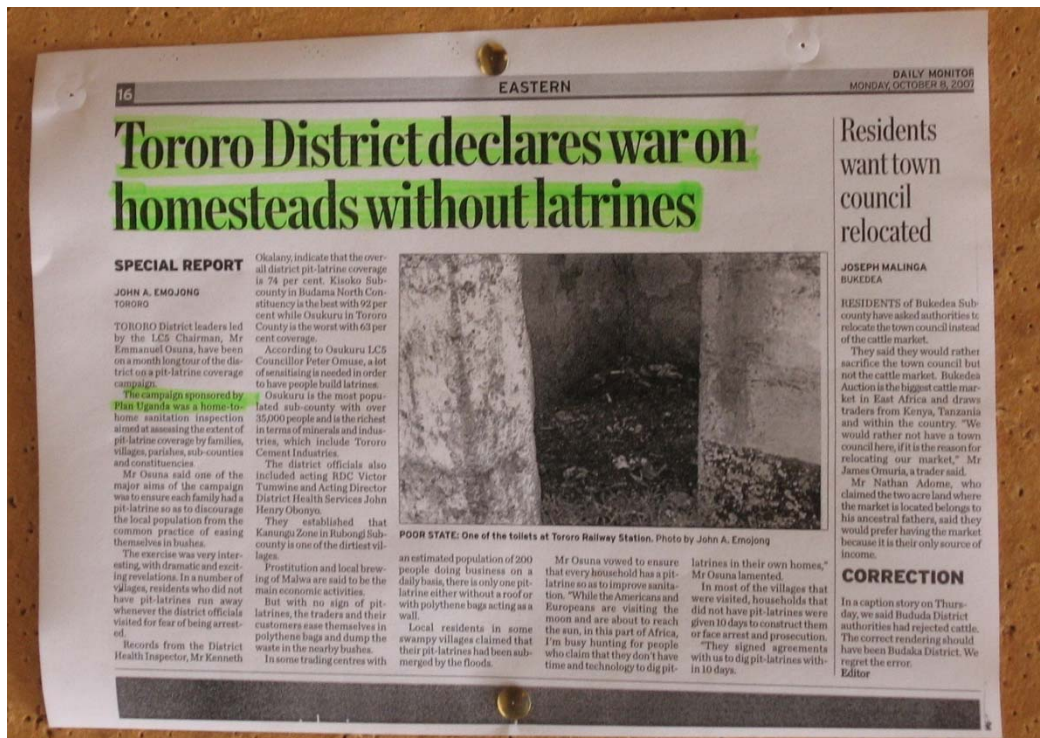 16
EASTERN
DAILY MONITOR
MONDAY, OCTOBER 8, 2007
Tororo District declares war on
homesteads without latrines
SPECIAL REPORT
JOHN A. EMOJONG
TORORO
TORORO District leaders led
by the LC5 Chairman, Mr
Emmanuel Osuna, have been
on a month long tour of the dis-
trict on a pit-latrine coverage
campaign.
The campaign sponsored by
Plan Uganda was a home-to-
home sanitation inspection
aimed at assessing the extent of
pit-latrine coverage by families,
villages, parishes, sub-counties
and constituencies.
Mr Osuna said one of the
major aims of the campaign
was to ensure each family had a
pit-latrine so as to discourage
the local population from the
common practice of easing
themselves in bushes.
The exercise was very inter-
esting, with dramatic and excit-
ing revelations. In a number of
villages, residents who did not
have pit-latrines run away
whenever the district officials
visited for fear of being arrest-
ed.
Records from the District
Health Inspector, Mr Kenneth
Okalany, indicate that the over-
all district pit-latrine coverage
is 74 per cent. Kisoko Sub-
county in Budama North Con-
stituency is the best with 92 per
cent while Osukuru in Tororo
County is the worst with 63 per
cent coverage.
According to Osukuru LC5
Councillor Peter Omuse, a lot
of sensitising is needed in order
to have people build latrines.
Osukuru is the most popu-
lated sub-county with over
35,000 people and is the richest
in terms of minerals and indus-
tries, which include Tororo
Cement Industries.
The district officials also
included acting RDC Victor
Tumwine and Acting Director
District Health Services John
Henry Obonyo.
They established that
Kanungu Zone in Rubongi Sub-
county is one of the dirtiest vil-
lages.
Prostitution and local brew-
ing of Malwa are said to be the
main economic activities.
But with no sign of pit-
latrines, the traders and their
customers ease themselves in
polythene bags and dump the
waste in the nearby bushes.
In some trading centres with
POOR STATE: One of the toilets at Tororo Railway Station. Photo by John A. Emojong
an estimated population of 200
people doing business on a
daily basis, there is only one pit-
latrine either without a roof or
with polythene bags acting as a
wall.
Local residents in some
swampy villages claimed that
their pit-latrines had been sub-
merged by the floods.
Mr Osuna vowed to ensure
that every household has a pit-
latrine so as to improve sanita-
tion. "While the Americans and
Europeans are visiting the
moon and are about to reach
the sun, in this part of Africa,
I'm busy hunting for people
who claim that they don't have
time and technology to dig pit-
latrines in their own homes,"
Mr Osuna lamented.
In most of the villages that
were visited, households that
did not have pit-latrines were
given 10 days to construct them
or face arrest and prosecution.
"They signed agreements
with us to dig pit-latrines with-
in 10 days.
Residents
want town
council
relocated
JOSEPH MALINGA
BUKEDEA
RESIDENTS of Bukedea Sub-
county have asked authorities to
relocate the town council instead
of the cattle market.
They said they would rather
sacrifice the town council but
not the cattle market. Bukedea
Auction is the biggest cattle mar-
ket in East Africa and draws
traders from Kenya, Tanzania
and within the country. "We
would rather not have a town
council here, if it is the reason for
relocating our market," Mr
James Omuria, a trader said.
Mr Nathan Adome, who
claimed the two acre land where
the market is located belongs to
his ancestral fathers, said they
would prefer having the market
because it is their only source of
income.
CORRECTION
In a caption story on Thurs-
day, we said Bududa District
authorities had rejected cattle.
The correct rendering should
have been Budaka District. We
regret the error.
Editor